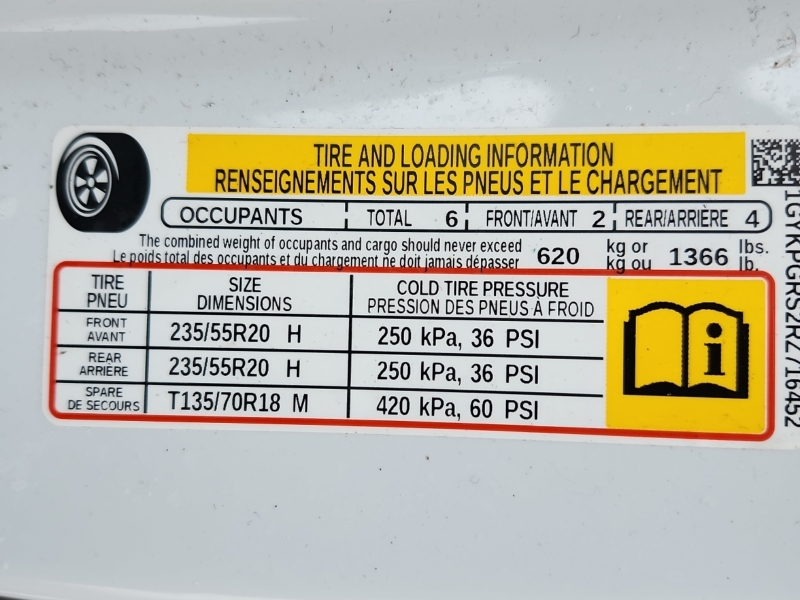 TIRE AND LOADING INFORMATION
RENSEIGNEMENTS SUR LES PNEUS ET LE CHARGEMENT
OCCUPANTS TOTAL 6 FRONT/AVANT 2 REAR/ARRIÈRE 4
The combined weight of occupants and cargo should never exceed 620 kg or 1366 lbs.
Le poids total des occupants et du chargement ne doit jamais dépasser kg ou lb.
TIRE SIZE COLD TIRE PRESSURE
PNEU DIMENSIONS PRESSION DES PNEUS À FROID
FRONT
AVANT 235/55R20 H 250 kPa, 36 PSI
REAR
ARRIÈRE 235/55R20 H 250 kPa, 36 PSI
SPARE
DE SECOURS T135/70R18 M 420 kPa, 60 PSI
i
1GYKPGRS2RZ716452